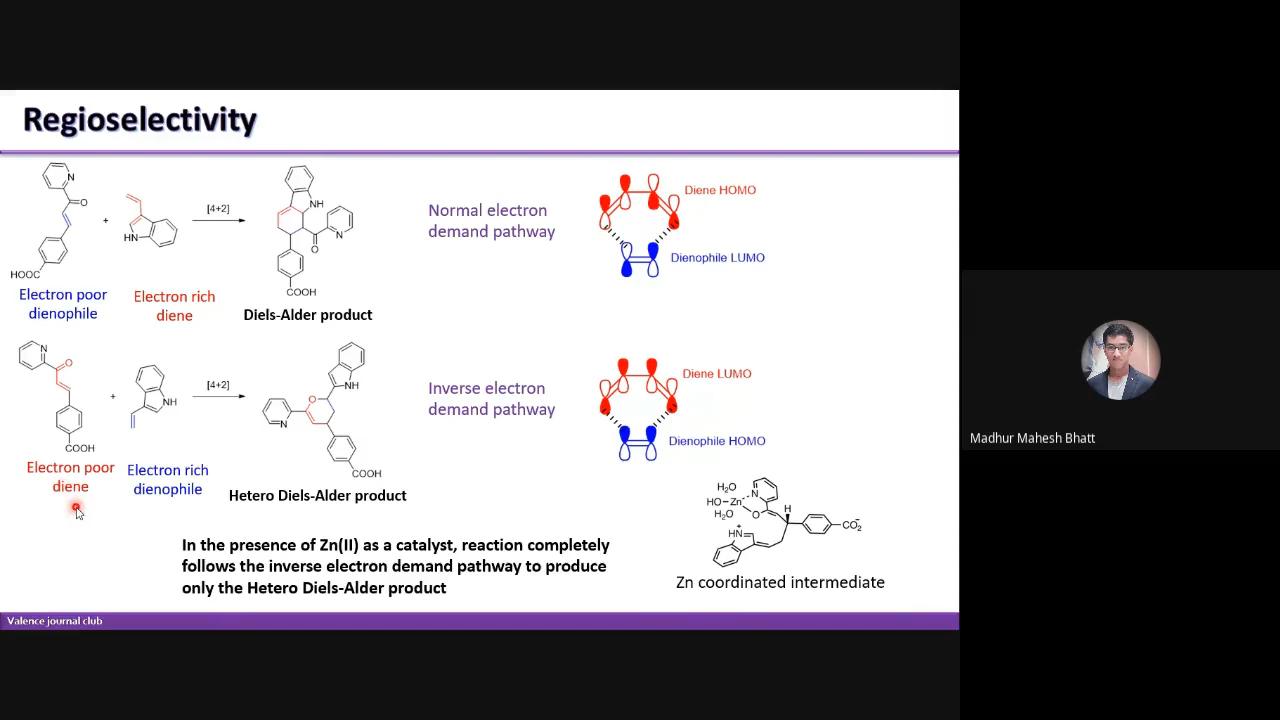 Regioselectivity
N
O
HOOC
+
HN
[4+2]
NH
N
O
COOH
Normal electron
demand pathway
Diene HOMO
Dienophile LUMO
Electron poor
dienophile
Electron rich
diene
Diels-Alder product
N
O
COOH
+
NH
[4+2]
O
N
NH
COOH
Inverse electron
demand pathway
Diene LUMO
Dienophile HOMO
Electron poor
diene
Electron rich
dienophile
Hetero Diels-Alder product
In the presence of Zn(II) as a catalyst, reaction completely
follows the inverse electron demand pathway to produce
only the Hetero Diels-Alder product
H₂O
HO Zn N
H₂O O H
HN +
CO₂⁻
Zn coordinated intermediate
Valence journal club
Madhur Mahesh Bhatt